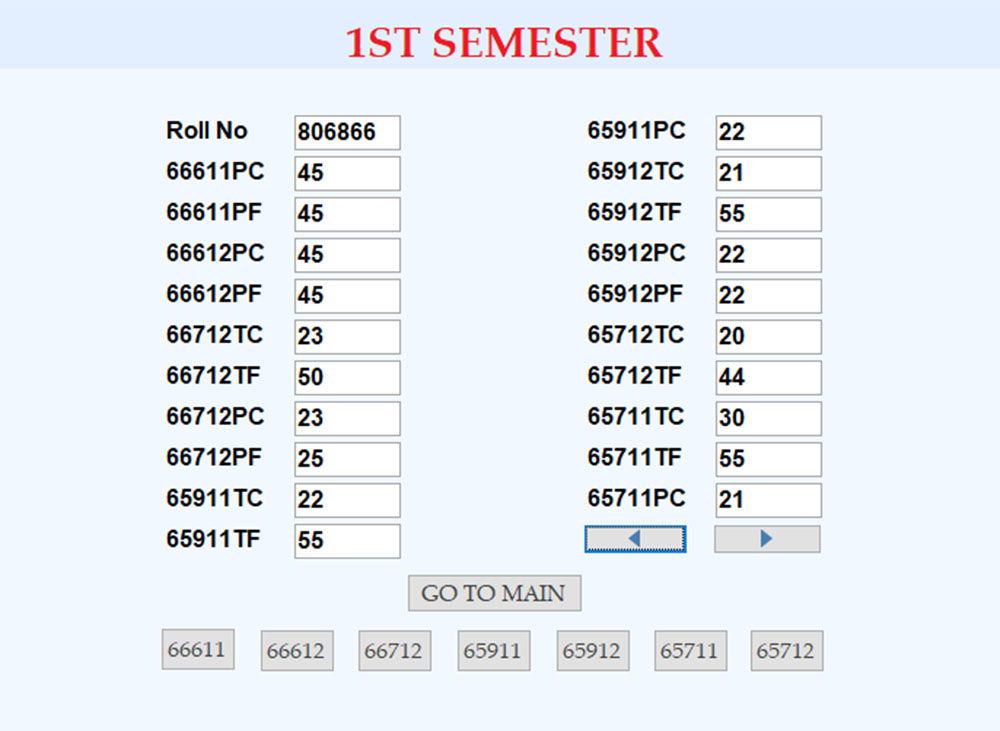 1ST SEMESTER
Roll No 806866
66611PC 45
66611PF 45
66612PC 45
66612PF 45
66712TC 23
66712TF 50
66712PC 23
66712PF 25
65911TC 22
65911TF 55
65911PC 22
65912TC 21
65912TF 55
65912PC 22
65912PF 22
65712TC 20
65712TF 44
65711TC 30
65711TF 55
65711PC 21
GO TO MAIN
66611 66612 66712 65911 65912 65711 65712